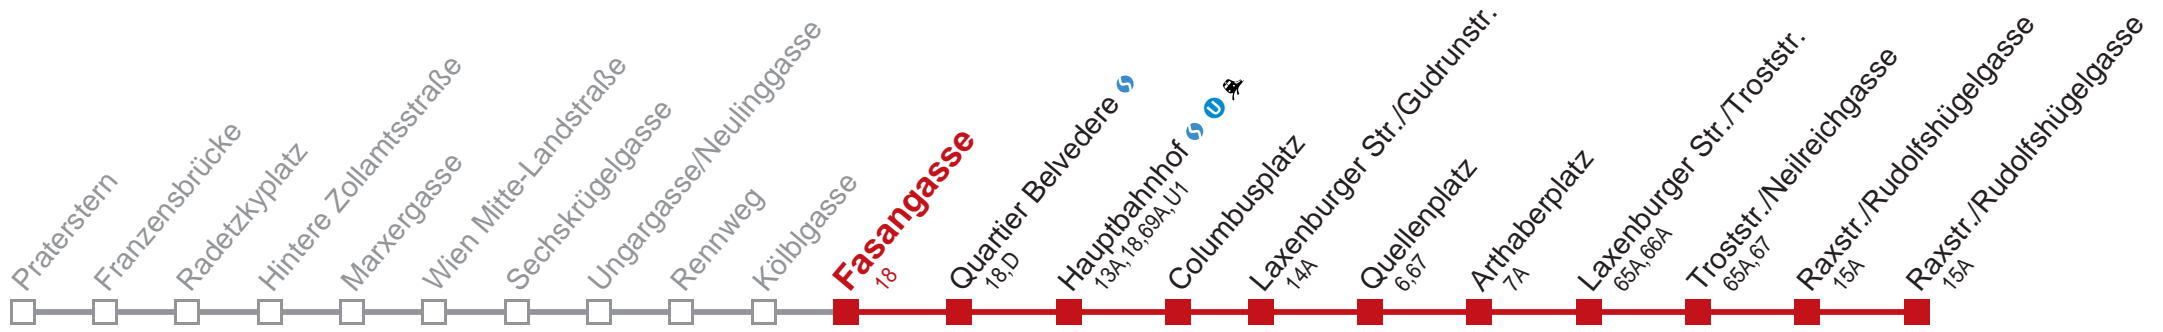 Praterstern
Franzensbrücke
Radetzkyplatz
Hintere Zollamtsstraße
Marxergasse
Wien Mitte-Landstraße
Sechskrügelgasse
Ungargasse/Neulinggasse
Rennweg
Kölblgasse
Fasangasse
18
Quartier Belvedere
18,D
Hauptbahnhof U
13A,18,69A,U1
Columbusplatz
Laxenburger Str./Gudrunstr.
14A
Quellenplatz
6,67
Arthaberplatz
7A
Laxenburger Str./Troststr.
65A,66A
Troststr./Neilreichgasse
65A,67
Raxstr./Rudolfshügelgasse
15A
Raxstr./Rudolfshügelgasse
15A